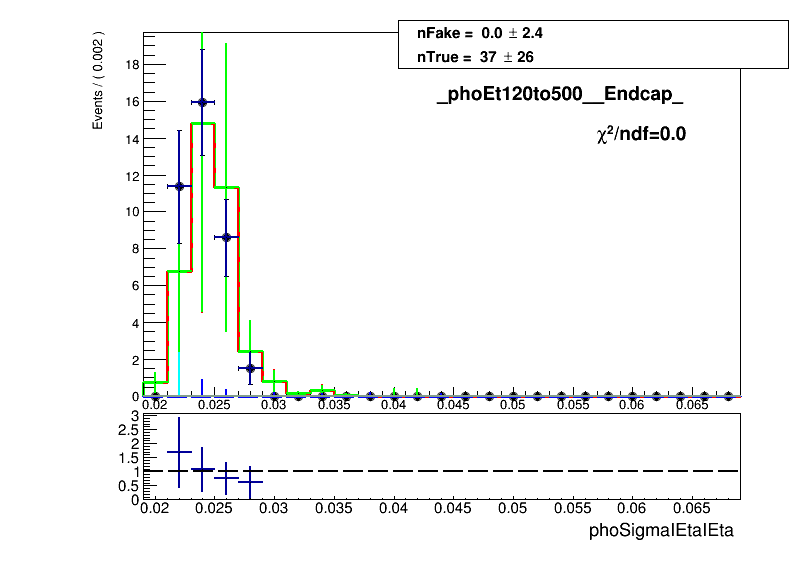 nFake = 0.0 ± 2.4
nTrue = 37 ± 26
_phoEt120to500__Endcap_
χ²/ndf=0.0
Events / ( 0.002 )
18
16
14
12
10
8
6
4
2
0
0.02 0.025 0.03 0.035 0.04 0.045 0.05 0.055 0.06 0.065
3
2.5
2
1.5
1
0.5
0
0.02 0.025 0.03 0.035 0.04 0.045 0.05 0.055 0.06 0.065
phoSigmaIEtaIEta